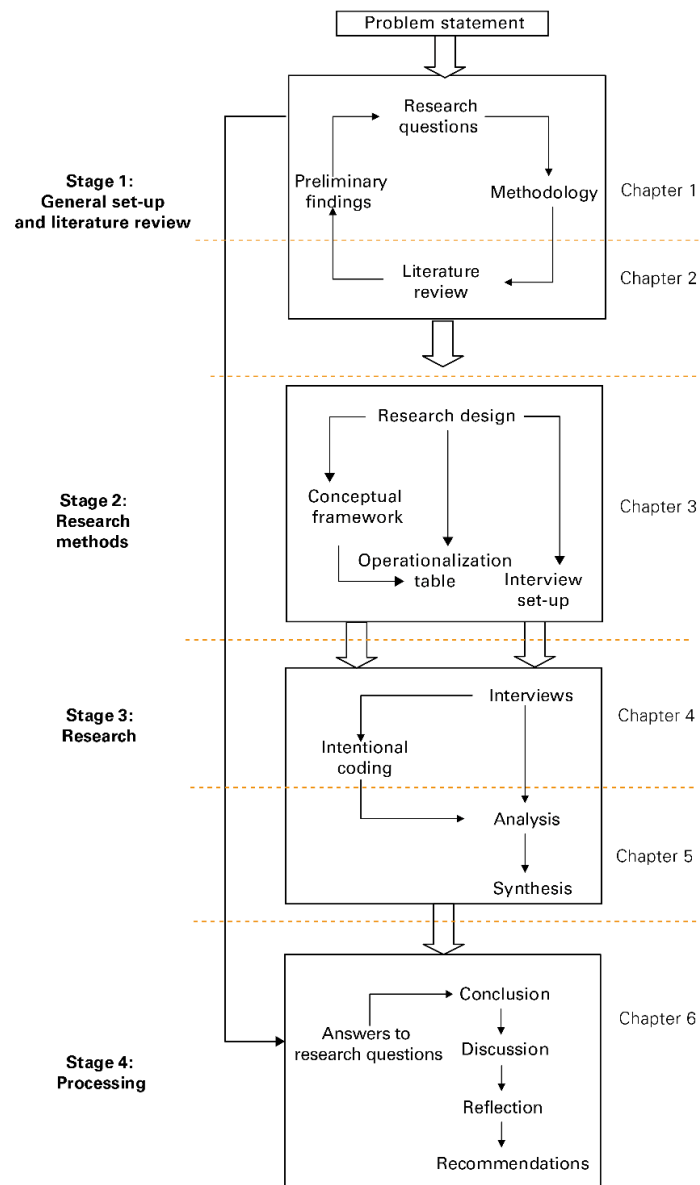 Problem statement
Research
questions
Stage 1:
General set-up
and literature review
Preliminary
findings
Methodology
Chapter 1
Literature
review
Chapter 2
Research design
Stage 2:
Research
methods
Conceptual
framework
Chapter 3
Operationalization
table
Interview
set-up
Stage 3:
Research
Interviews
Chapter 4
Intentional
coding
Analysis
Chapter 5
Synthesis
Stage 4:
Processing
Conclusion
Chapter 6
Answers to
research questions
Discussion
Reflection
Recommendations